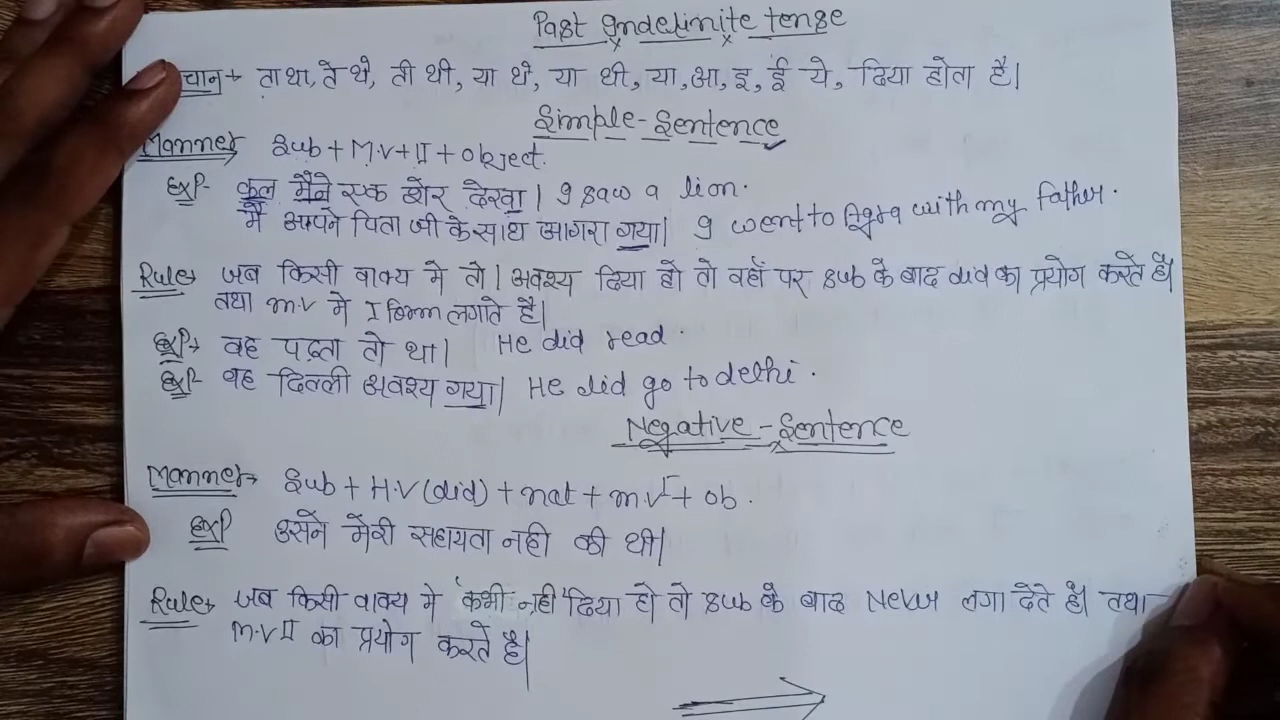 Past Indefinite tense
चान → ता था, ते थे, ती थी, या थे, या थी, या, आ, इ, ई ये, दिया होता है।
Simple-Sentence
Manner Sub + M.V + II + object.
Exp- कल मैने एक शेर देखा। I saw a lion.
मैं अपने पिता जी के साथ आगरा गया। I went to Agra with my father.
Rule→ जब किसी वाक्य मे तो। अवश्य दिया हो तो वहाँ पर sub के बाद did का प्रयोग करते है।
तथा m.v मे I form लगाते है।
Exp→ वह पढ़ता तो था। He did read.
Exp- वह दिल्ली अवश्य गया। He did go to delhi.
Negative-Sentence
Manner→ Sub + H.V (did) + not + m.v I + ob.
Exp उसने मेरी सहायता नही की थी।
Rule→ जब किसी वाक्य मे 'कभी नही' दिया हो तो sub के बाद Never लगा देते है। तथा
m.v II का प्रयोग करते है।